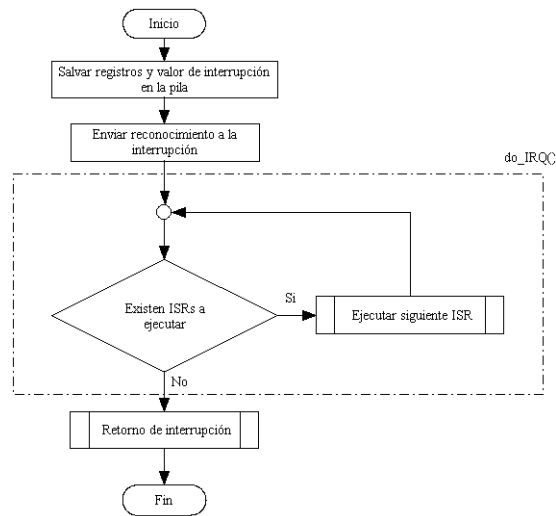 Inicio
Salvar registros y valor de interrupción
en la pila
Enviar reconocimiento a la
interrupción
do_IRQ()
Existen ISRs a
ejecutar
Si
Ejecutar siguiente ISR
No
Retorno de interrupción
Fin